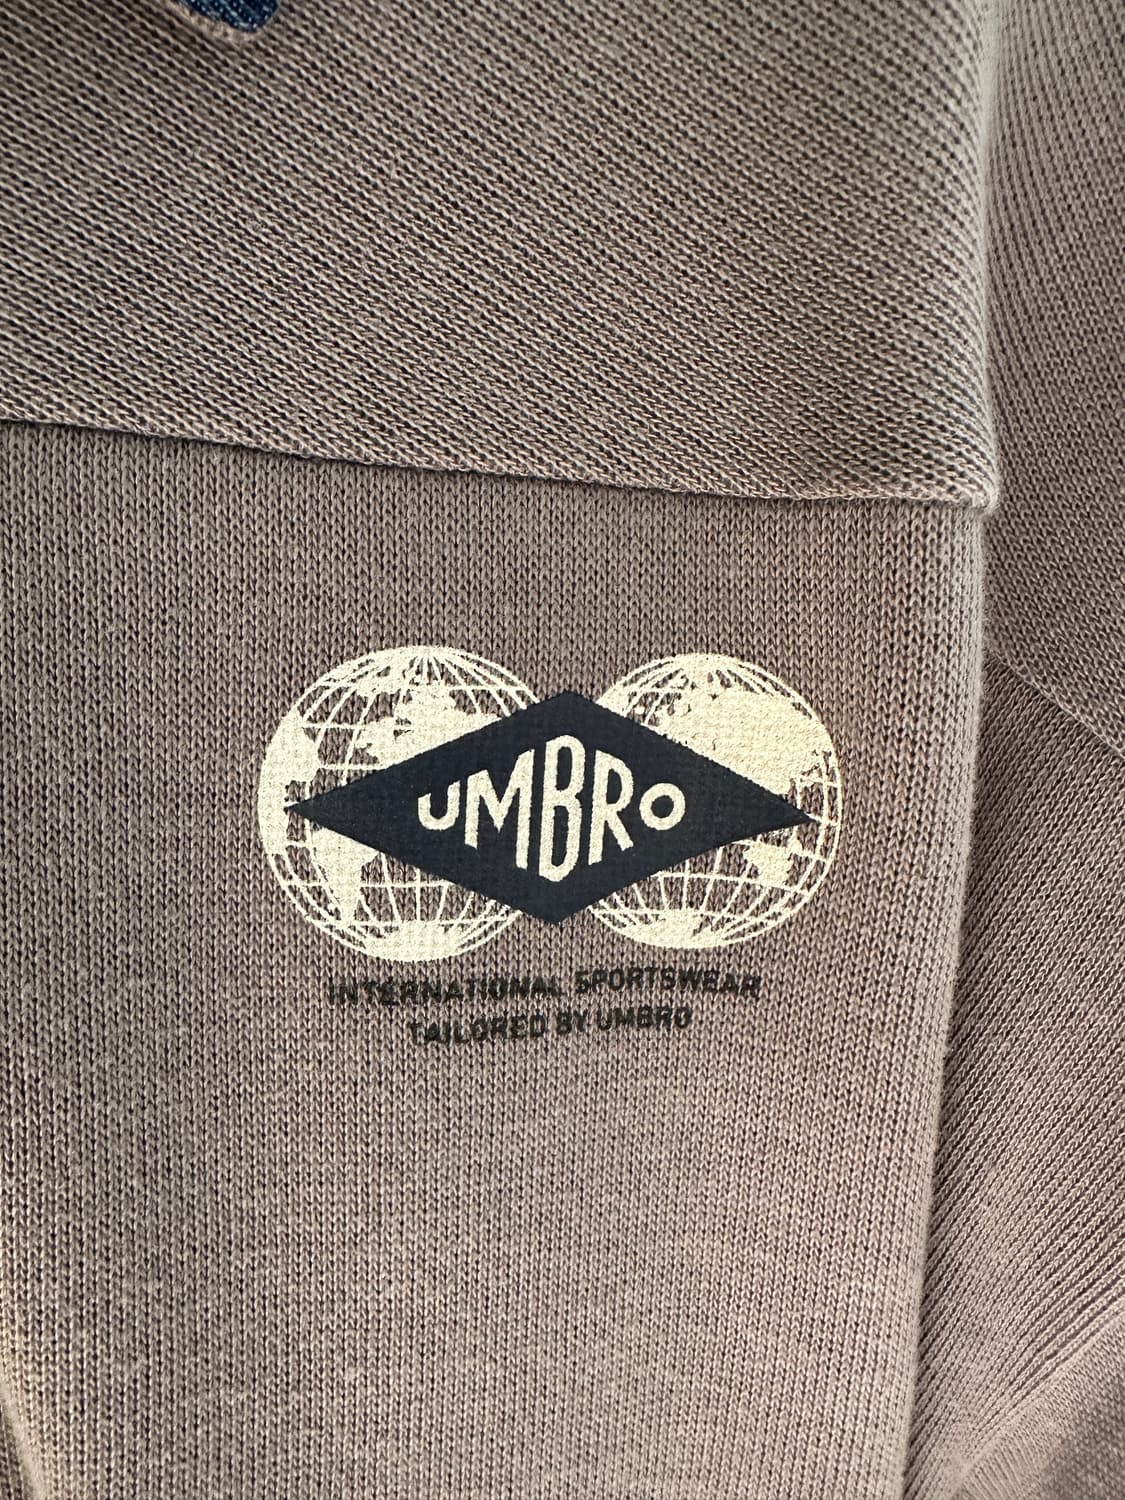 UMBRO
INTERNATIONAL SPORTSWEAR
TAILORED BY UMBRO